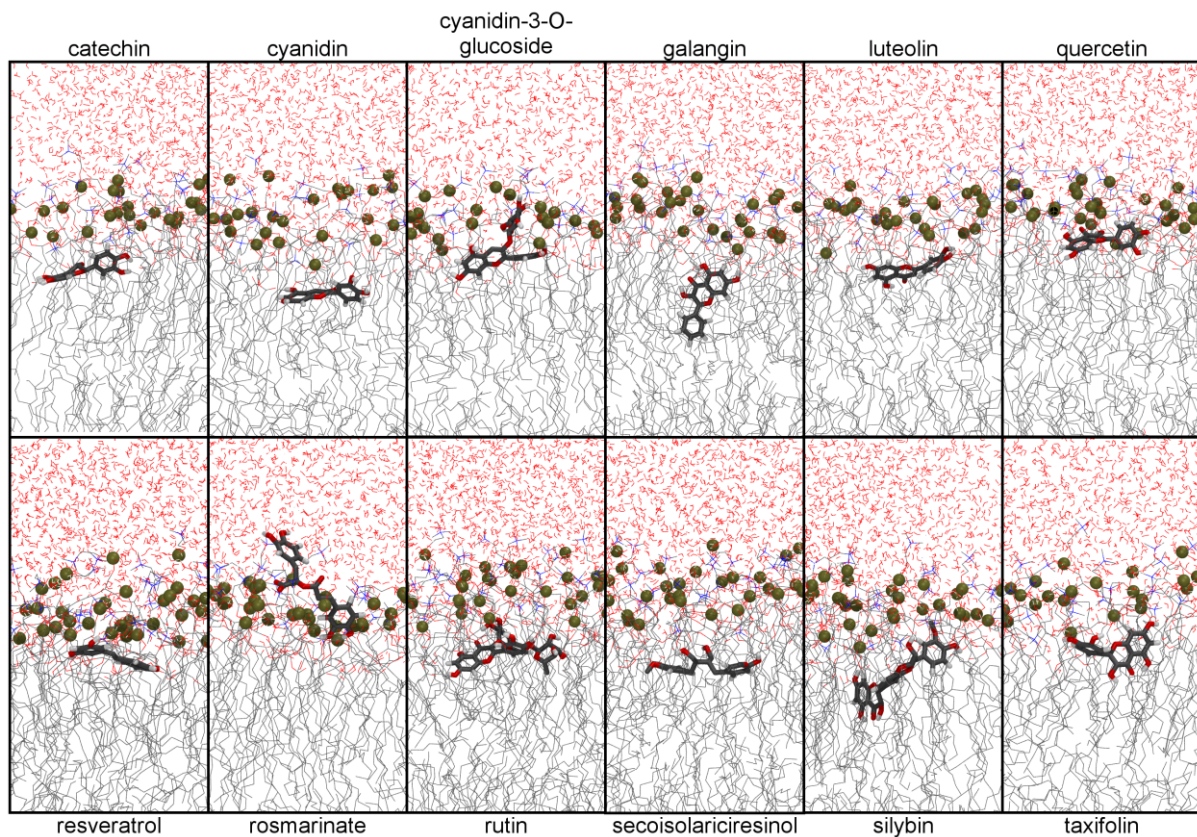 catechin
cyanidin
cyanidin-3-O-
glucoside
galangin
luteolin
quercetin
resveratrol
rosmarinate
rutin
secoisolariciresinol
silybin
taxifolin